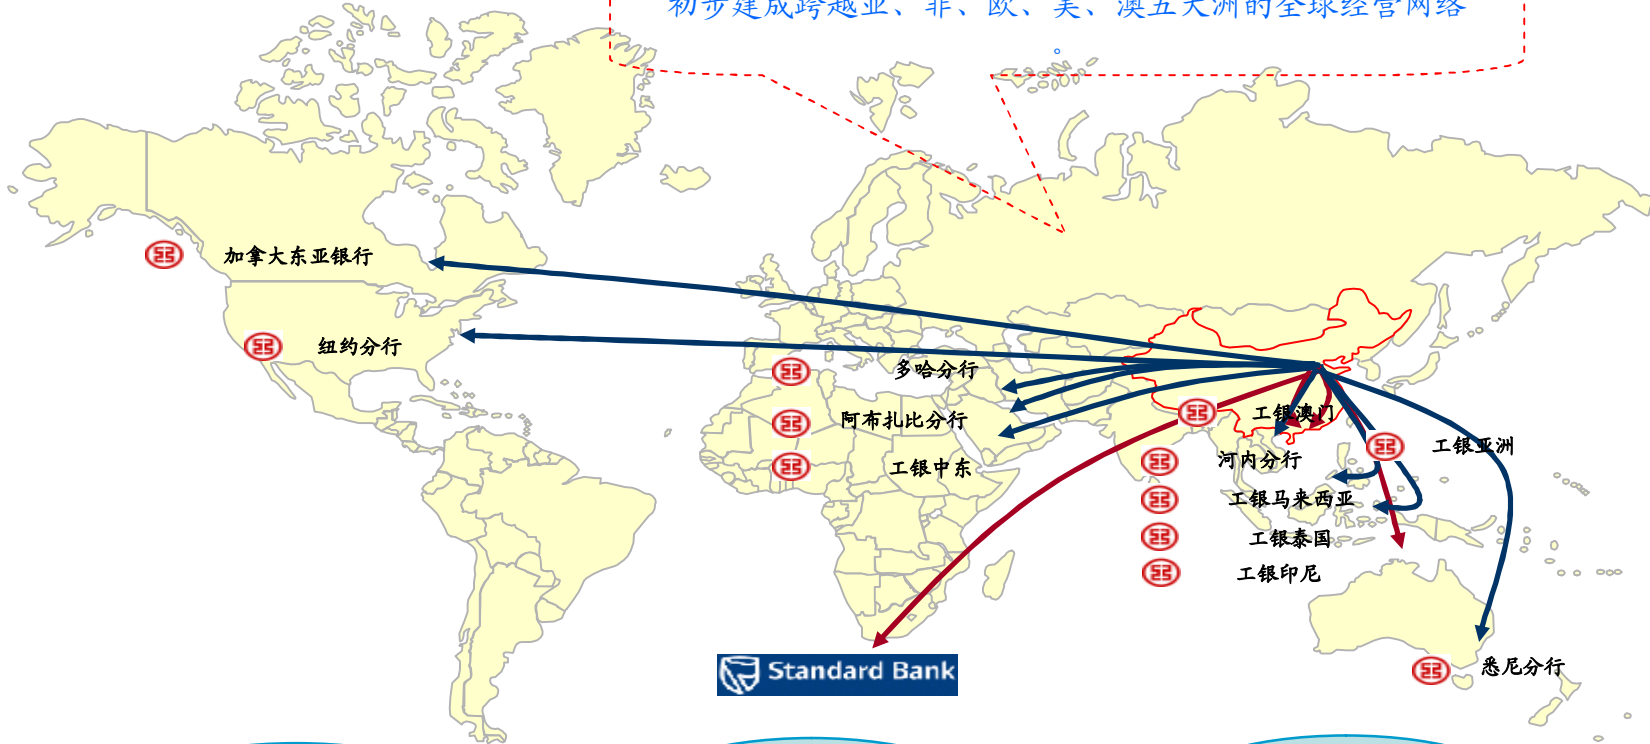 初步建成跨越亚、非、欧、美、澳五大洲的全球经营网络
。
加拿大东亚银行
纽约分行
多哈分行
阿布扎比分行
工银中东
工银澳门
工银亚洲
河内分行
工银马来西亚
工银泰国
工银印尼
Standard Bank
悉尼分行